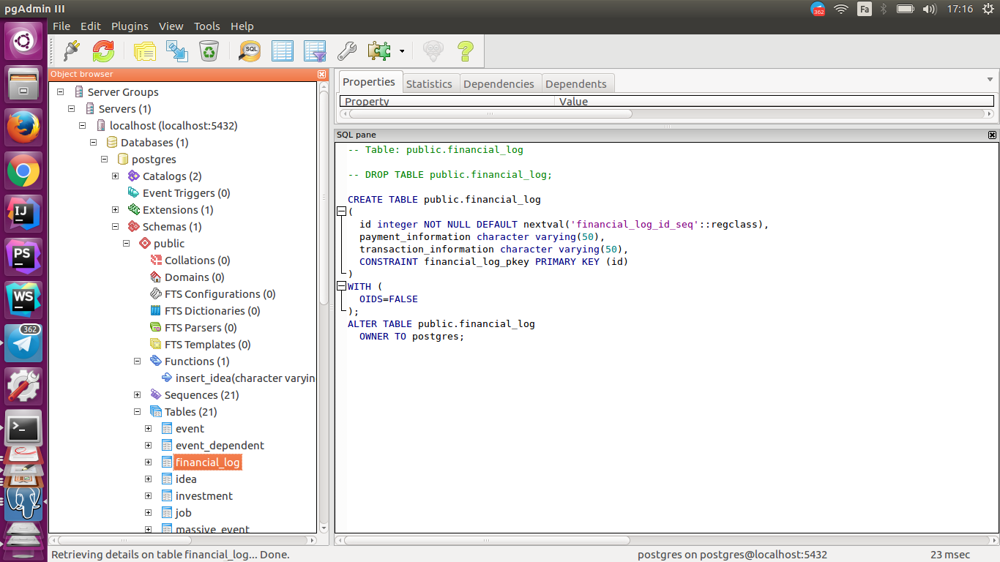 pgAdmin III
362
Fa
17:16
File Edit Plugins View Tools Help
SQL
Object browser
Server Groups
Servers (1)
localhost (localhost:5432)
Databases (1)
postgres
Catalogs (2)
Event Triggers (0)
Extensions (1)
Schemas (1)
public
Collations (0)
Domains (0)
FTS Configurations (0)
FTS Dictionaries (0)
FTS Parsers (0)
FTS Templates (0)
Functions (1)
insert_idea(character varyin
Sequences (21)
Tables (21)
event
event_dependent
financial_log
idea
investment
job
massive_event
IJ
PS
WS
362
Properties Statistics Dependencies Dependents
Property Value
SQL pane
-- Table: public.financial_log
-- DROP TABLE public.financial_log;
CREATE TABLE public.financial_log
(
id integer NOT NULL DEFAULT nextval('financial_log_id_seq'::regclass),
payment_information character varying(50),
transaction_information character varying(50),
CONSTRAINT financial_log_pkey PRIMARY KEY (id)
)
WITH (
OIDS=FALSE
);
ALTER TABLE public.financial_log
OWNER TO postgres;
Retrieving details on table financial_log... Done.
postgres on postgres@localhost:5432
23 msec